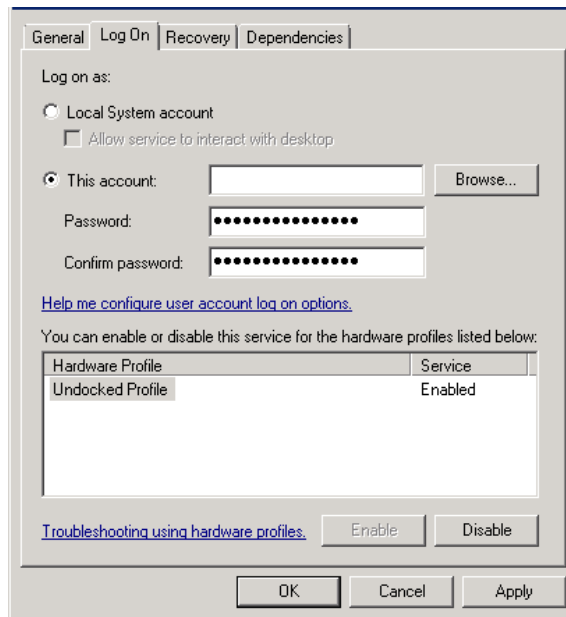 General Log On Recovery Dependencies
Log on as:
Local System account
Allow service to interact with desktop
This account: Browse...
Password: •••••••••••••••
Confirm password: •••••••••••••••
Help me configure user account log on options.
You can enable or disable this service for the hardware profiles listed below:
Hardware Profile Service
Undocked Profile Enabled
Troubleshooting using hardware profiles. Enable Disable
OK Cancel Apply